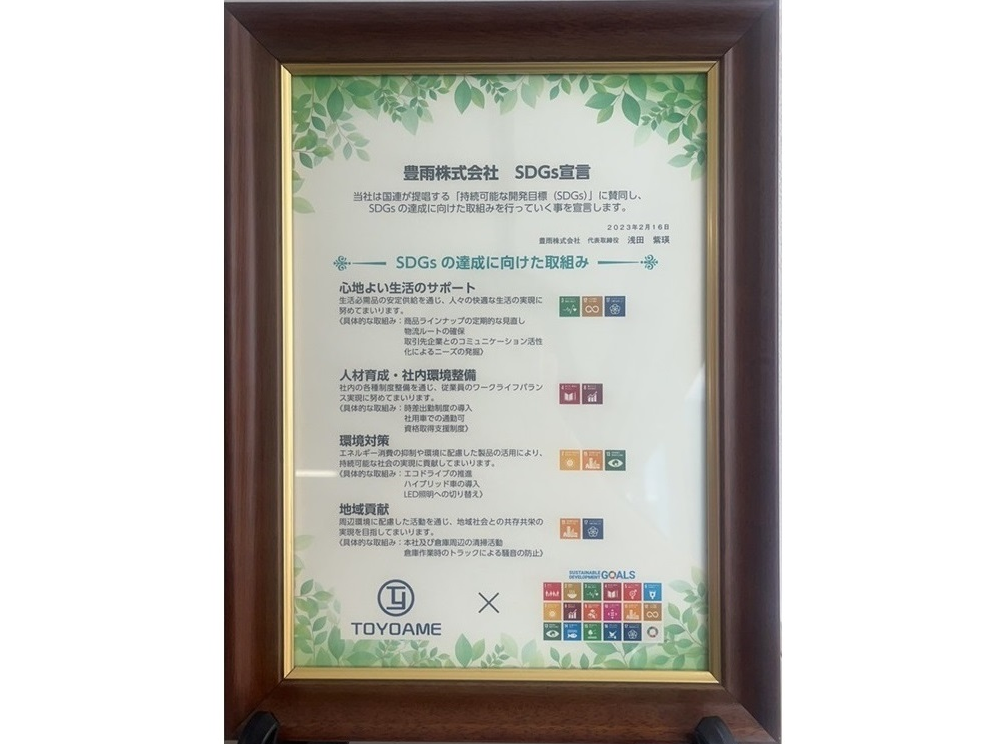 豊雨株式会社 SDGs宣言
当社は国連が提唱する「持続可能な開発目標（SDGs）」に賛同し、
SDGs の達成に向けた取組みを行っていく事を宣言します。
2023年2月16日
豊雨株式会社 代表取締役 浅田 紫瑛
SDGs の達成に向けた取組み
心地よい生活のサポート
生活必需品の安定供給を通じ、人々の快適な生活の実現に
努めてまいります。
〈具体的な取組み：商品ラインナップの定期的な見直し
物流ルートの確保
取引先企業とのコミュニケーション活性
化によるニーズの発掘〉
人材育成・社内環境整備
社内の各種制度整備を通じ、従業員のワークライフバラン
ス実現に努めてまいります。
〈具体的な取組み：時差出勤制度の導入
社用車での通勤可
資格取得支援制度〉
環境対策
エネルギー消費の抑制や環境に配慮した製品の活用により、
持続可能な社会の実現に貢献してまいります。
〈具体的な取組み：エコドライブの推進
ハイブリッド車の導入
LED照明への切り替え〉
地域貢献
周辺環境に配慮した活動を通じ、地域社会との共存共栄の
実現を目指してまいります。
〈具体的な取組み：本社及び倉庫周辺の清掃活動
倉庫作業時のトラックによる騒音の防止〉
TOYOAME
×
SUSTAINABLE
DEVELOPMENT GOALS